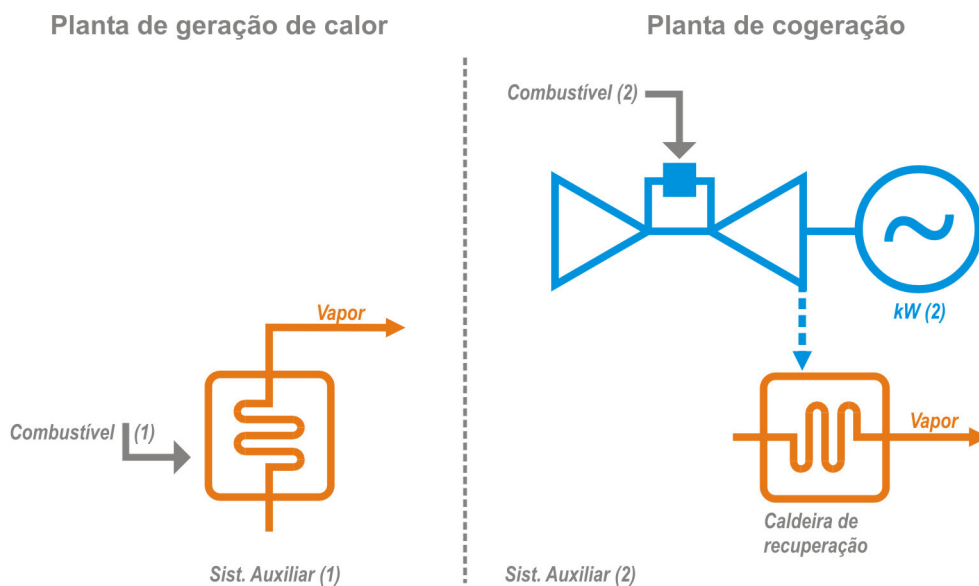 Planta de geração de calor
Vapor
Combustível (1)
Sist. Auxiliar (1)
Planta de cogeração
Combustível (2)
kW (2)
Vapor
Caldeira de
recuperação
Sist. Auxiliar (2)